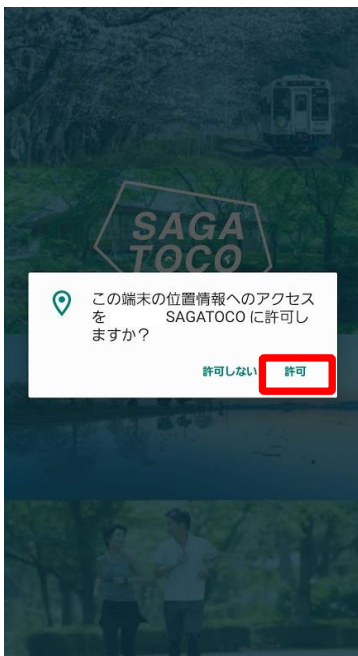 SAGA
TOCO
この端末の位置情報へのアクセス
を SAGATOCO に許可し
ますか？
許可しない 許可